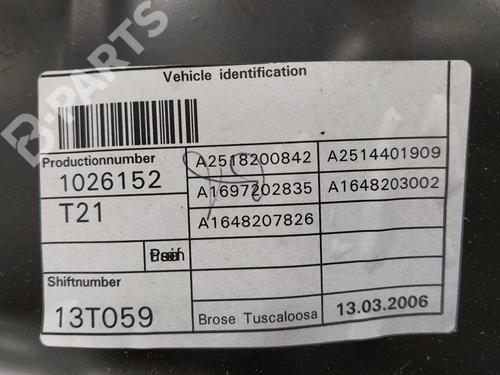 B-PARTS
Vehicle identification
Productionnumber
1026152
T21
Shiftnumber
13T059
A2518200842 A2514401909
A1697202835 A1648203002
A1648207826
Brose Tuscaloosa 13.03.2006